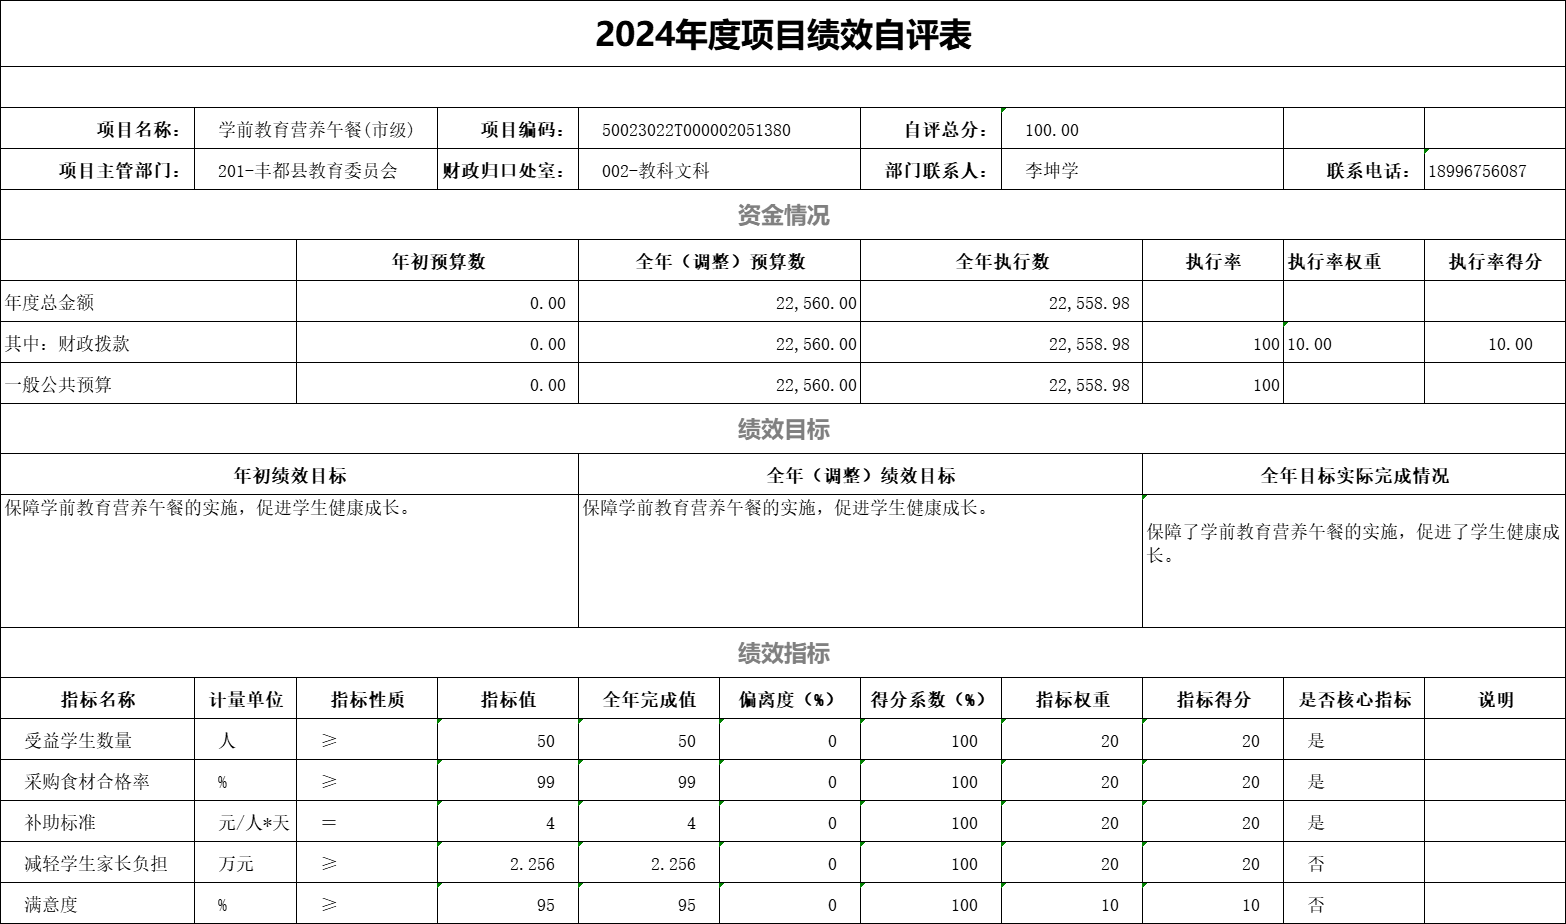 2024年度项目绩效自评表
项目名称： 学前教育营养午餐(市级) 项目编码： 50023022T000002051380 自评总分： 100.00
项目主管部门： 201-丰都县教育委员会 财政归口处室： 002-教科文科 部门联系人： 李坤学 联系电话： 18996756087
资金情况
年初预算数 全年（调整）预算数 全年执行数 执行率 执行率权重 执行率得分
年度总金额 0.00 22,560.00 22,558.98
其中：财政拨款 0.00 22,560.00 22,558.98 100 10.00 10.00
一般公共预算 0.00 22,560.00 22,558.98 100
绩效目标
年初绩效目标 全年（调整）绩效目标 全年目标实际完成情况
保障学前教育营养午餐的实施，促进学生健康成长。 保障学前教育营养午餐的实施，促进学生健康成长。
保障了学前教育营养午餐的实施，促进了学生健康成
长。
绩效指标
指标名称 计量单位 指标性质 指标值 全年完成值 偏离度（%） 得分系数（%） 指标权重 指标得分 是否核心指标 说明
受益学生数量 人 ≥ 50 50 0 100 20 20 是
采购食材合格率 % ≥ 99 99 0 100 20 20 是
补助标准 元/人*天 ＝ 4 4 0 100 20 20 是
减轻学生家长负担 万元 ≥ 2.256 2.256 0 100 20 20 否
满意度 % ≥ 95 95 0 100 10 10 否